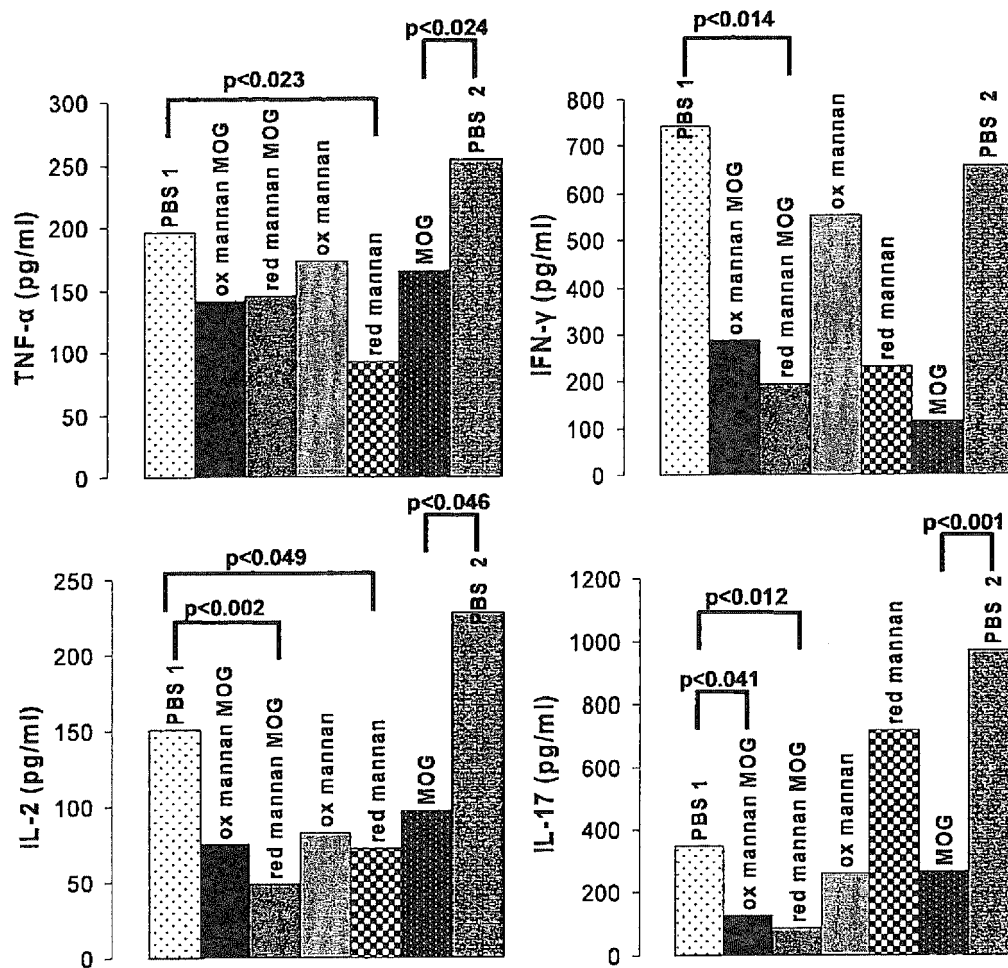 p<0.024
p<0.023
TNF-α (pg/ml)
300
250
200
150
100
50
0
PBS 1
ox mannan MOG
red mannan MOG
ox mannan
red mannan
MOG
PBS 2
p<0.014
IFN-γ (pg/ml)
800
700
600
500
400
300
200
100
0
PBS 1
ox mannan MOG
red mannan MOG
ox mannan
red mannan
MOG
PBS 2
p<0.046
p<0.049
p<0.002
IL-2 (pg/ml)
250
200
150
100
50
0
PBS 1
ox mannan MOG
red mannan MOG
ox mannan
red mannan
MOG
PBS 2
p<0.001
p<0.012
p<0.041
IL-17 (pg/ml)
1200
1000
800
600
400
200
0
PBS 1
ox mannan MOG
red mannan MOG
ox mannan
red mannan
MOG
PBS 2